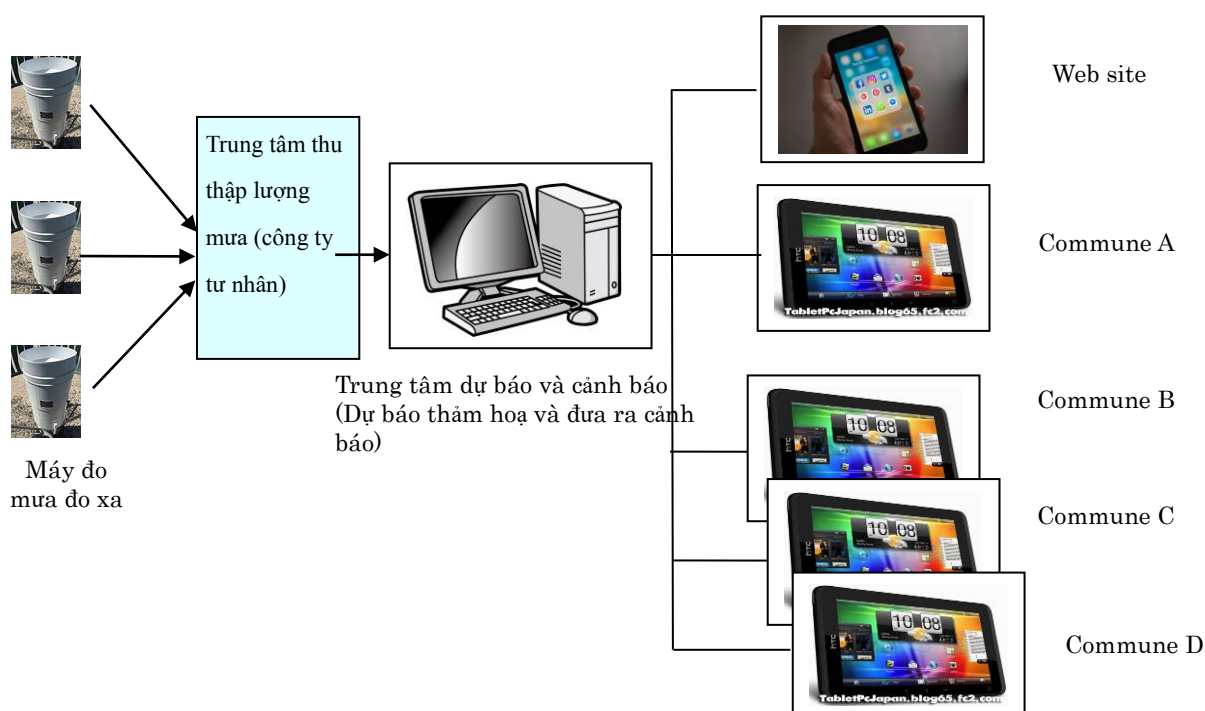 Web site
Trung tâm thu
thập lượng
mưa (công ty
tư nhân)
10 08
Commune A
TabletPcJapan.blog65.fc2.com
Trung tâm dự báo và cảnh báo
(Dự báo thảm hoạ và đưa ra cảnh
báo)
10 08
Commune B
Máy đo
mưa đo xa
10 08
Commune C
10 08
Commune D
TabletPcJapan.blog65.fc2.com